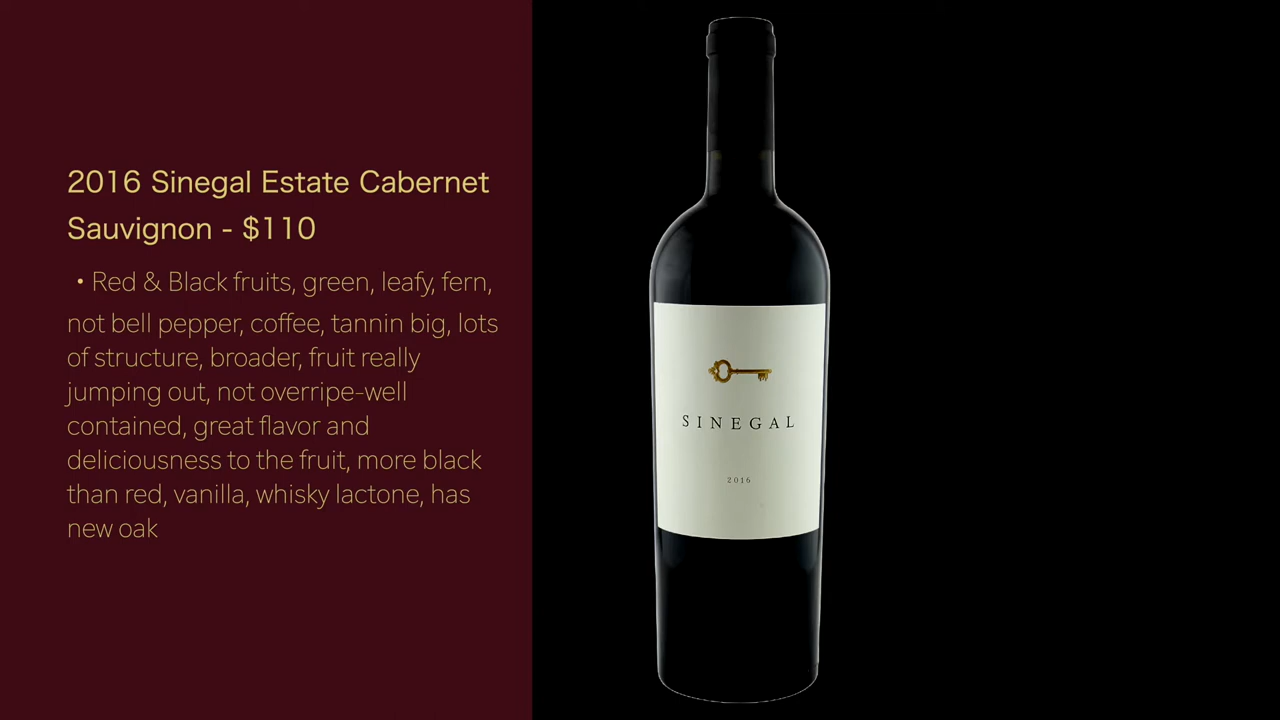 2016 Sinegal Estate Cabernet
Sauvignon - $110
• Red & Black fruits, green, leafy, fern,
not bell pepper, coffee, tannin big, lots
of structure, broader, fruit really
jumping out, not overripe-well
contained, great flavor and
deliciousness to the fruit, more black
than red, vanilla, whisky lactone, has
new oak
SINEGAL
2016